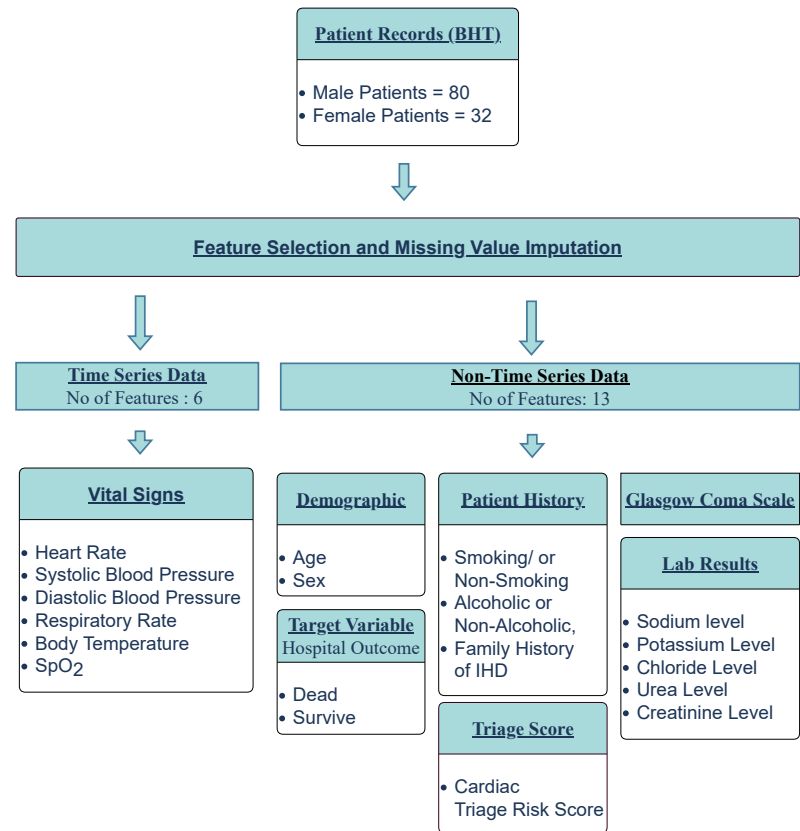 Patient Records (BHT)
• Male Patients = 80
• Female Patients = 32
Feature Selection and Missing Value Imputation
Time Series Data
No of Features : 6
Non-Time Series Data
No of Features: 13
Vital Signs
• Heart Rate
• Systolic Blood Pressure
• Diastolic Blood Pressure
• Respiratory Rate
• Body Temperature
• SpO2
Demographic
• Age
• Sex
Target Variable
Hospital Outcome
• Dead
• Survive
Patient History
• Smoking/ or
Non-Smoking
• Alcoholic or
Non-Alcoholic,
• Family History
of IHD
Triage Score
• Cardiac
Triage Risk Score
Glasgow Coma Scale
Lab Results
• Sodium level
• Potassium Level
• Chloride Level
• Urea Level
• Creatinine Level